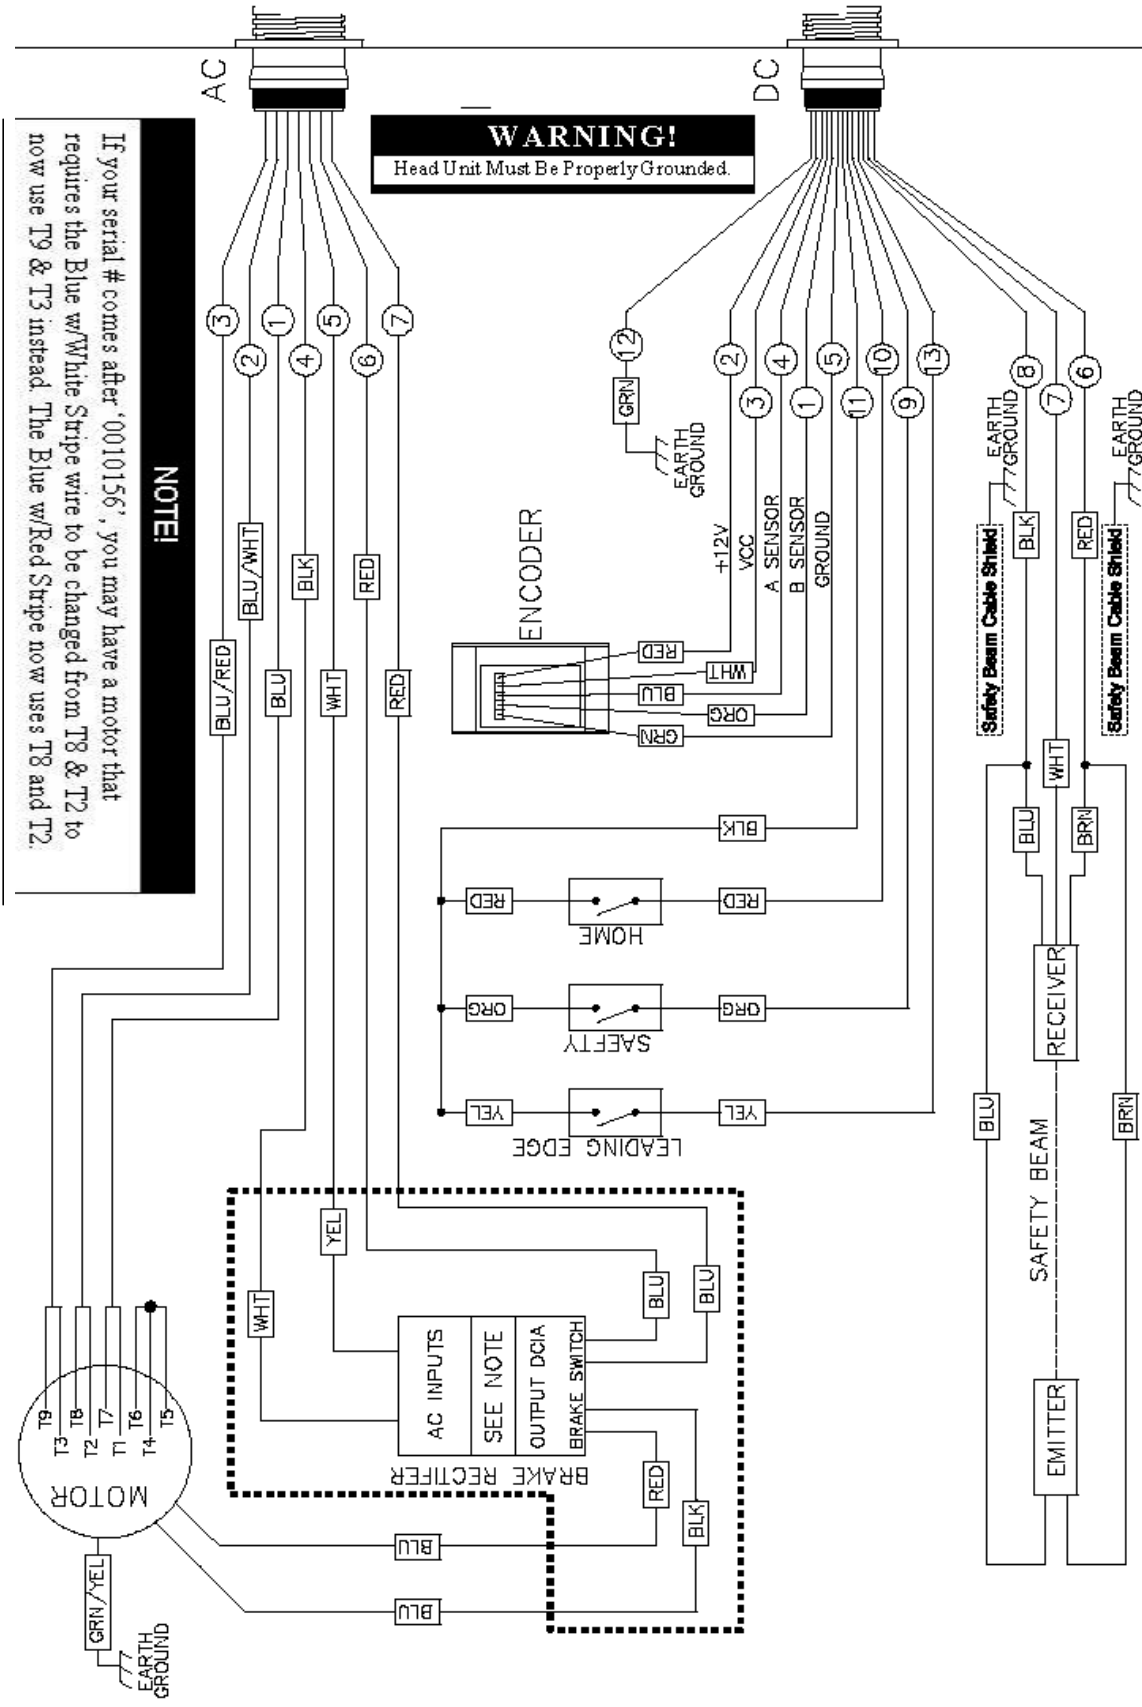 AC
DC
WARNING!
Head Unit Must Be Properly Grounded.
NOTE!
If your serial # comes after '0010156', you may have a motor that
requires the Blue w/White Stripe wire to be changed from T8 & T2 to
now use T9 & T3 instead. The Blue w/Red Stripe now uses T8 and T2.
3
2
1
4
5
6
7
BLU/RED
BLU/WHT
BLU
BLK
WHT
RED
RED
12
GRN
EARTH
GROUND
2
3
4
1
5
11
10
9
13
+12V
VCC
A SENSOR
B SENSOR
GROUND
ENCODER
RED
WHT
BLU
ORG
GRN
BLK
RED
RED
HOME
ORG
ORG
SAEFTY
YEL
YEL
LEADING EDGE
8
7
6
EARTH
GROUND
BLK
RED
EARTH
GROUND
Safety Beam Cable Shield
Safety Beam Cable Shield
WHT
BLU
BRN
RECEIVER
BLU
BRN
SAFETY BEAM
EMITTER
WHT
YEL
BLU
BLU
AC INPUTS
SEE NOTE
OUTPUT DCIA
BRAKE SWITCH
BRAKE RECTIFER
RED
BLK
BLU
BLU
T9
T3
T8
T2
T7
T1
T6
T4
T5
MOTOR
GRN/YEL
EARTH
GROUND